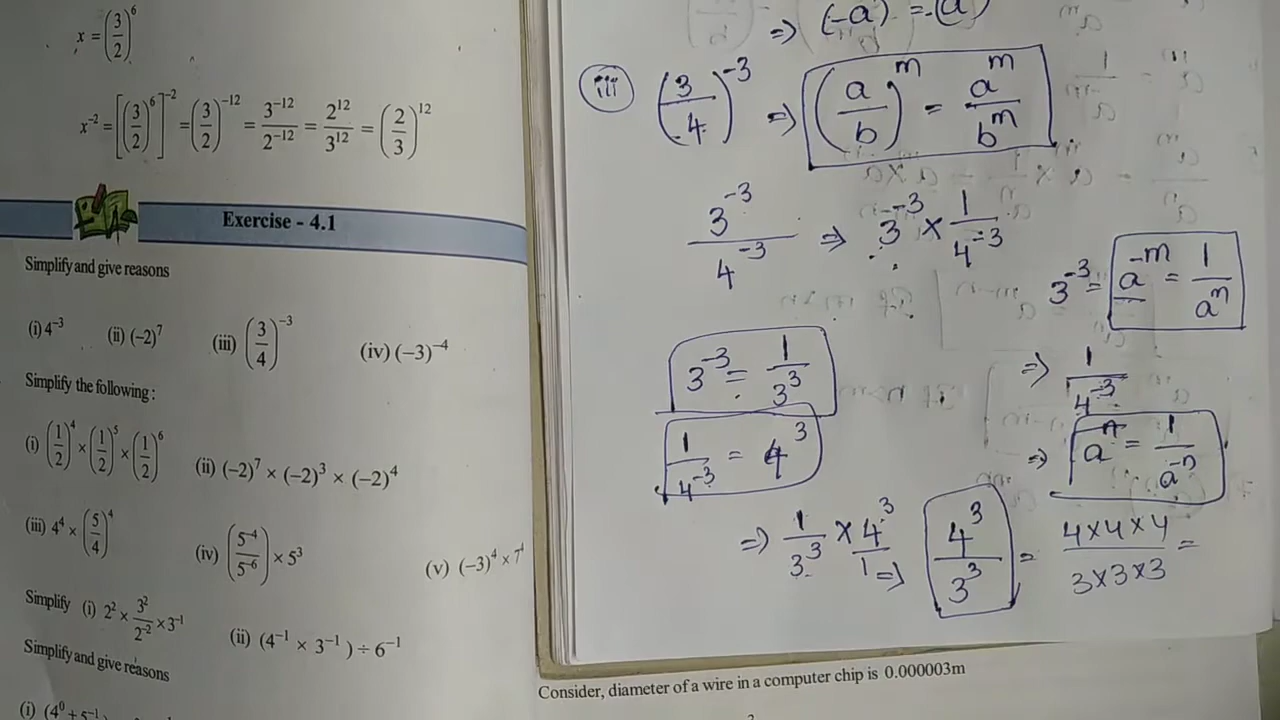 x = (3/2)^6
x^-2 = [(3/2)^6]^-2 = (3/2)^-12 = 3^-12/2^-12 = 2^12/3^12 = (2/3)^12
Exercise - 4.1
Simplify and give reasons
(i) 4^-3 (ii) (-2)^7 (iii) (3/4)^-3 (iv) (-3)^-4
Simplify the following :
(i) (1/2)^4 × (1/2)^5 × (1/2)^6 (ii) (-2)^7 × (-2)^3 × (-2)^4
(iii) 4^4 × (5/4)^4 (iv) (5^-4/5^-6) × 5^3 (v) (-3)^4 × 7^4
Simplify (i) 2^2 × 3^2/2^-2 × 3^-1 (ii) (4^-1 × 3^-1) ÷ 6^-1
Simplify and give reasons
(i) (4^0 + 5^-1)
⇒ (-a) = -(a)
iii (3/4)^-3 ⇒ (a/b)^m = a^m/b^m
3^-3/4^-3 ⇒ 3^-3 × 1/4^-3
3^-3 = a^-m = 1/a^m
3^-3 = 1/3^3
⇒ 1/4^-3
1/4^-3 = 4^3
⇒ a^n = 1/a^-n
⇒ 1/3^3 × 4^3/1 ⇒ 4^3/3^3 = 4×4×4/3×3×3 =
Consider, diameter of a wire in a computer chip is 0.000003m